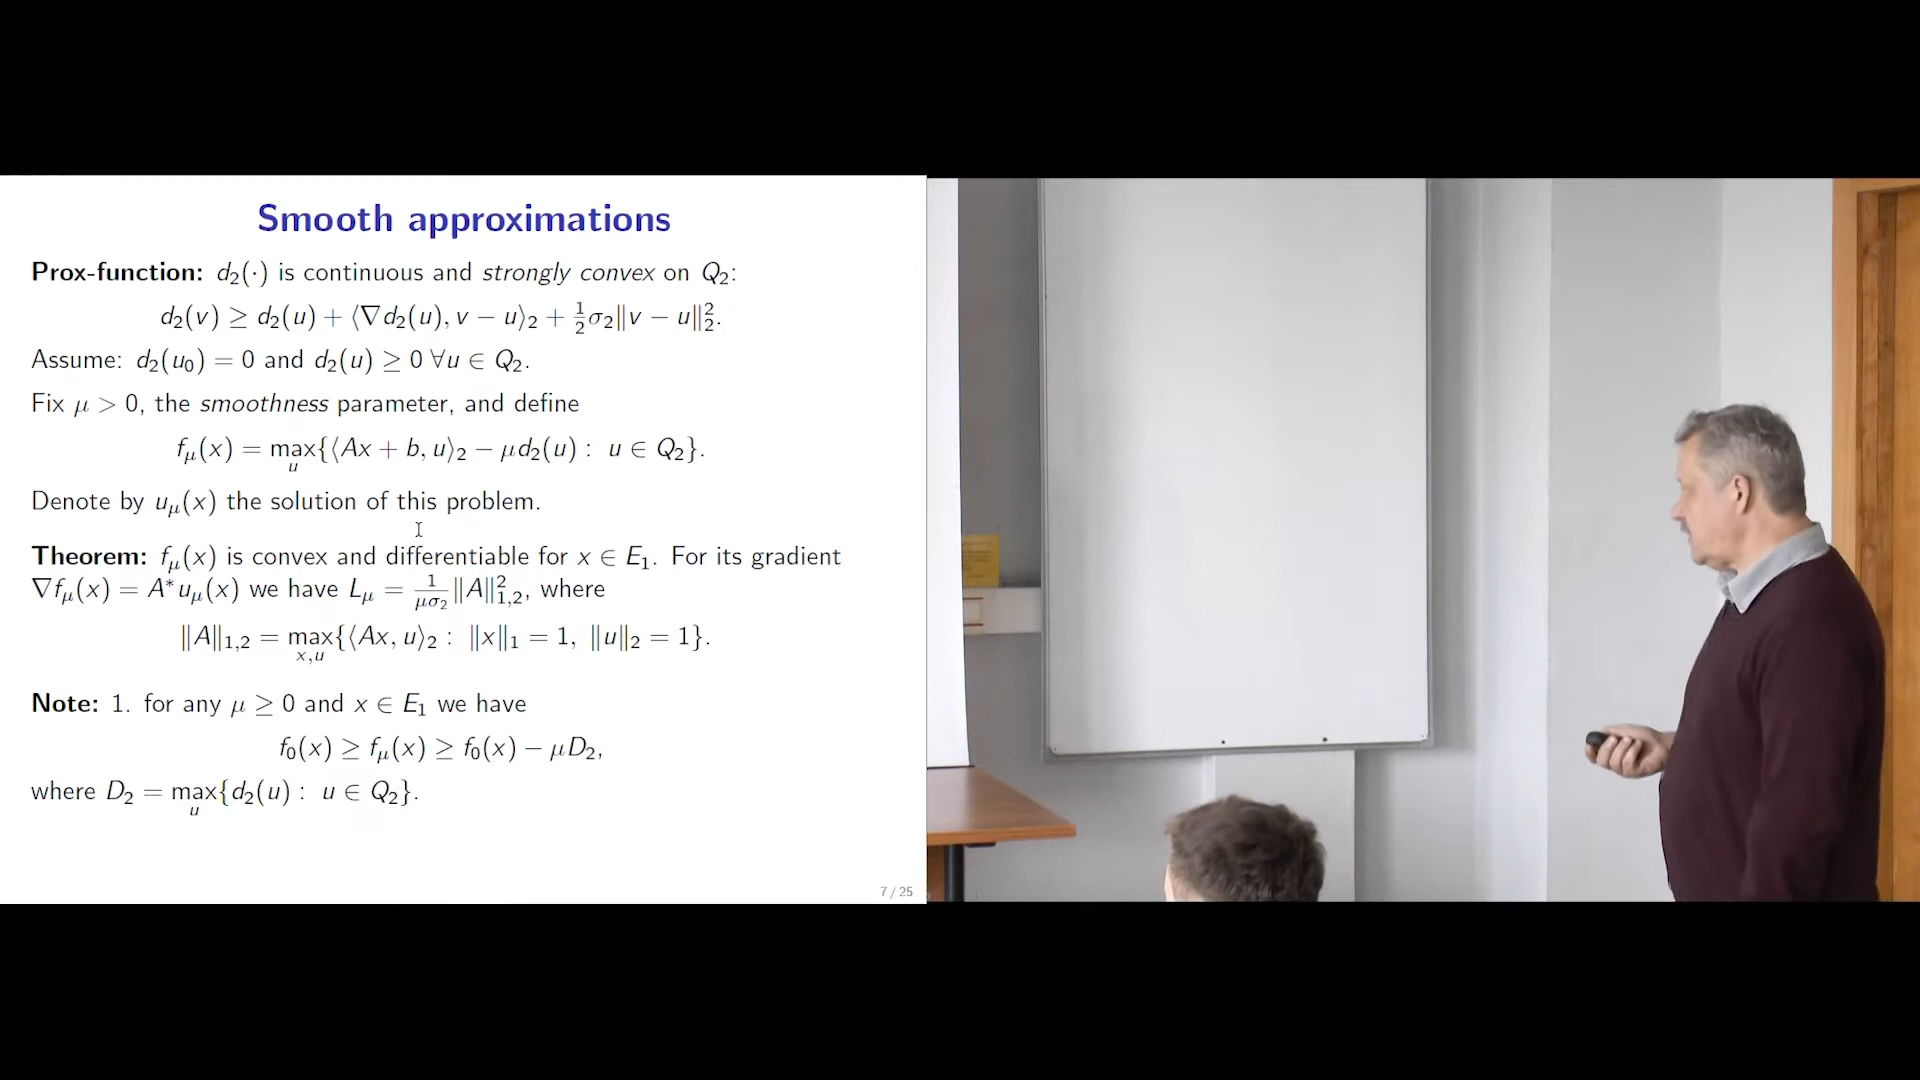 Smooth approximations
Prox-function: d₂(·) is continuous and strongly convex on Q₂:
d₂(v) ≥ d₂(u) + ⟨∇d₂(u), v − u⟩₂ + ½σ₂‖v − u‖₂².
Assume: d₂(u₀) = 0 and d₂(u) ≥ 0 ∀u ∈ Q₂.
Fix μ > 0, the smoothness parameter, and define
f_μ(x) = max_u{⟨Ax + b, u⟩₂ − μd₂(u) : u ∈ Q₂}.
Denote by u_μ(x) the solution of this problem.
Theorem: f_μ(x) is convex and differentiable for x ∈ E₁. For its gradient
∇f_μ(x) = A*u_μ(x) we have L_μ = 1/(μσ₂) ‖A‖²_{1,2}, where
‖A‖_{1,2} = max_{x,u}{⟨Ax, u⟩₂ : ‖x‖₁ = 1, ‖u‖₂ = 1}.
Note: 1. for any μ ≥ 0 and x ∈ E₁ we have
f₀(x) ≥ f_μ(x) ≥ f₀(x) − μD₂,
where D₂ = max_u{d₂(u) : u ∈ Q₂}.
7 / 25